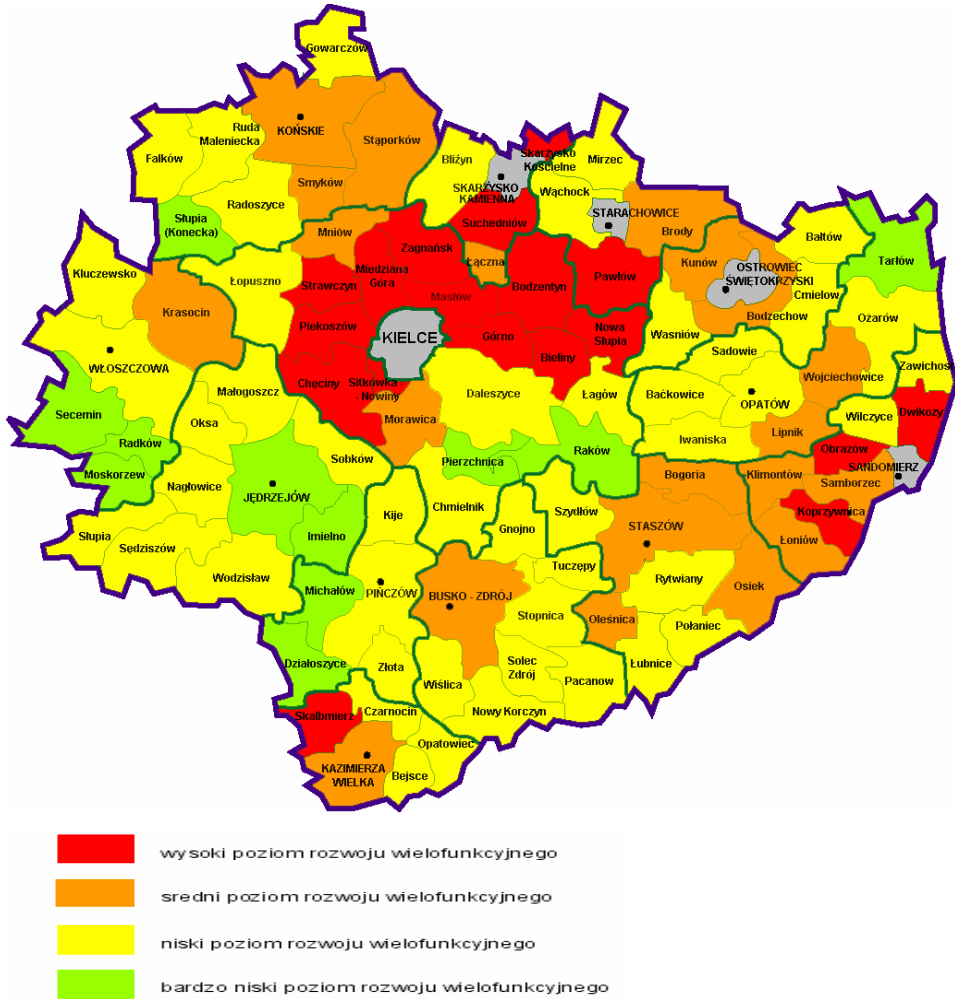 Gowarczów
KOŃSKIE
Ruda
Maleniecka
Stąporków
Fałków
Smyków
Radoszyce
Słupia
(Konecka)
Bliżyn
Skarżysko
Kościelne
Mirzec
SKARŻYSKO
KAMIENNA
Wąchock
Suchedniów
STARACHOWICE
Brody
Mniów
Zagnańsk
Łączna
Bałtów
Tarłów
Kluczewsko
Łopuszno
Strawczyn
Miedziana
Góra
Masłów
Bodzentyn
Pawłów
Kunów
OSTROWIEC
ŚWIĘTOKRZYSKI
Ćmielow
Bodzechow
Ożarów
Krasocin
Piekoszów
KIELCE
Górno
Bieliny
Nowa
Słupia
Waśniów
Sadowie
Zawichost
WŁOSZCZOWA
Małogoszcz
Chęciny
Sitkówka
- Nowiny
Morawica
Daleszyce
Łagów
Baćkowice
OPATÓW
Wojciechowice
Wilczyce
Dwikozy
Secemin
Oksa
Radków
Moskorzew
Sobków
Pierzchnica
Raków
Iwaniska
Lipnik
Obrazów
SANDOMIERZ
Samborzec
Nagłowice
JĘDRZEJÓW
Imielno
Kije
Chmielnik
Gnojno
Szydłów
Bogoria
Klimontów
Koprzywnica
STASZÓW
Łoniów
Słupia
Sędziszów
Wodzisław
Michałów
PIŃCZÓW
BUSKO - ZDRÓJ
Tuczępy
Rytwiany
Osiek
Stopnica
Oleśnica
Połaniec
Działoszyce
Złota
Wiślica
Solec
Zdrój
Pacanow
Łubnice
Skalbmierz
Czarnocin
Nowy Korczyn
Opatowiec
KAZIMIERZA
WIELKA
Bejsce
wysoki poziom rozwoju wielofunkcyjnego
sredni poziom rozwoju wielofunkcyjnego
niski poziom rozwoju wielofunkcyjnego
bardzo niski poziom rozwoju wielofunkcyjnego